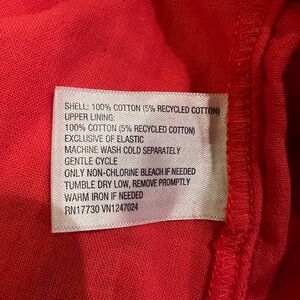 SHELL: 100% COTTON (5% RECYCLED COTTON)
UPPER LINING:
100% COTTON (5% RECYCLED COTTON)
EXCLUSIVE OF ELASTIC
MACHINE WASH COLD SEPARATELY
GENTLE CYCLE
ONLY NON-CHLORINE BLEACH IF NEEDED
TUMBLE DRY LOW, REMOVE PROMPTLY
WARM IRON IF NEEDED
RN17730 VN1247024